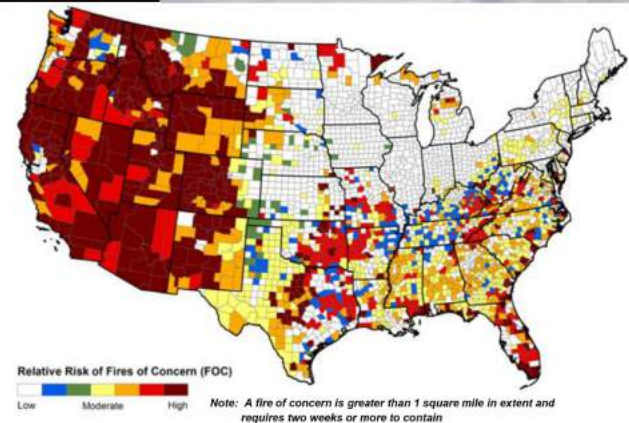 Relative Risk of Fires of Concern (FOC)
Low Moderate High
Note: A fire of concern is greater than 1 square mile in extent and
requires two weeks or more to contain